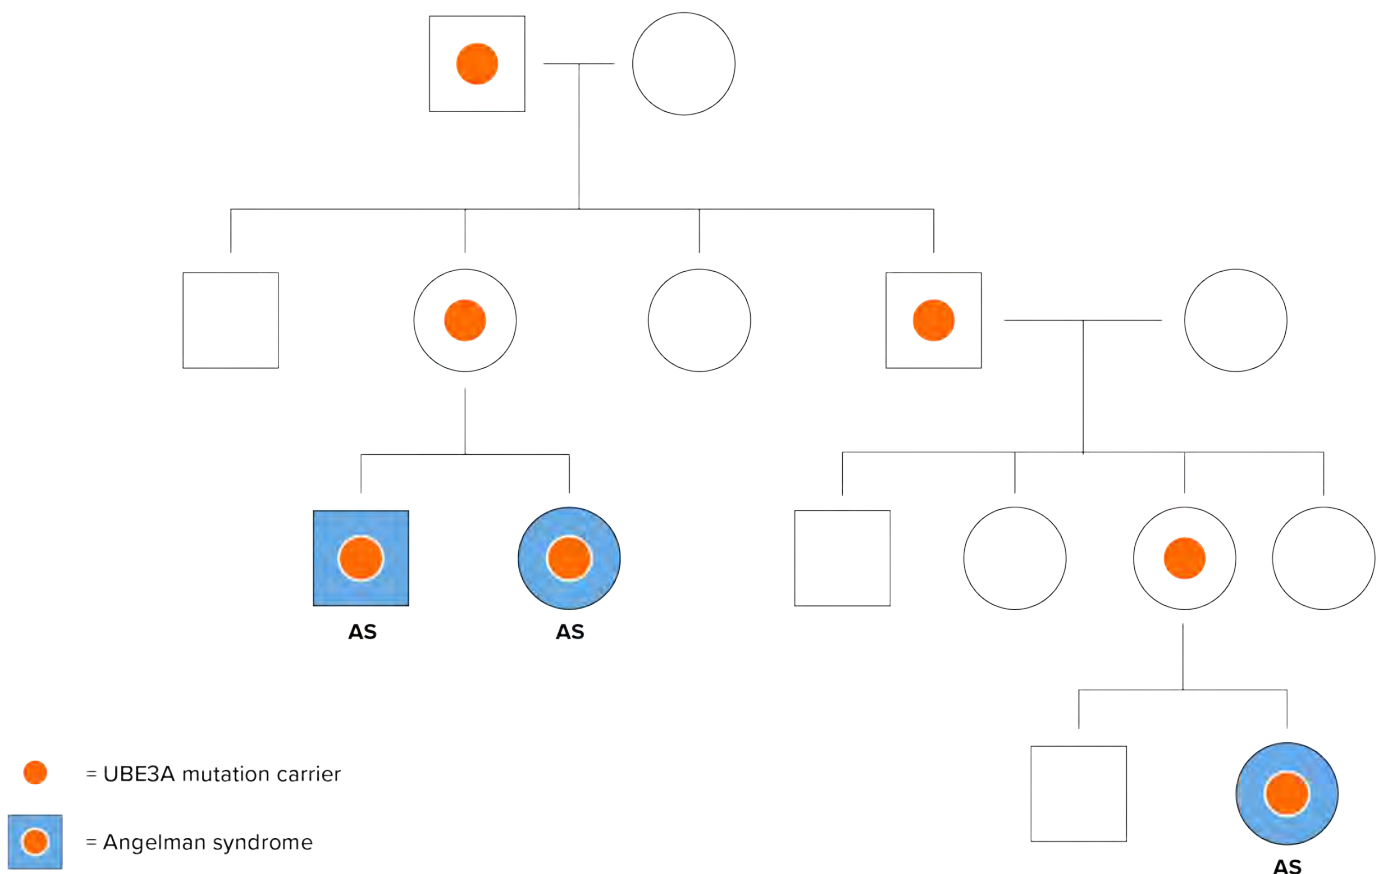 AS
AS
= UBE3A mutation carrier
= Angelman syndrome
AS